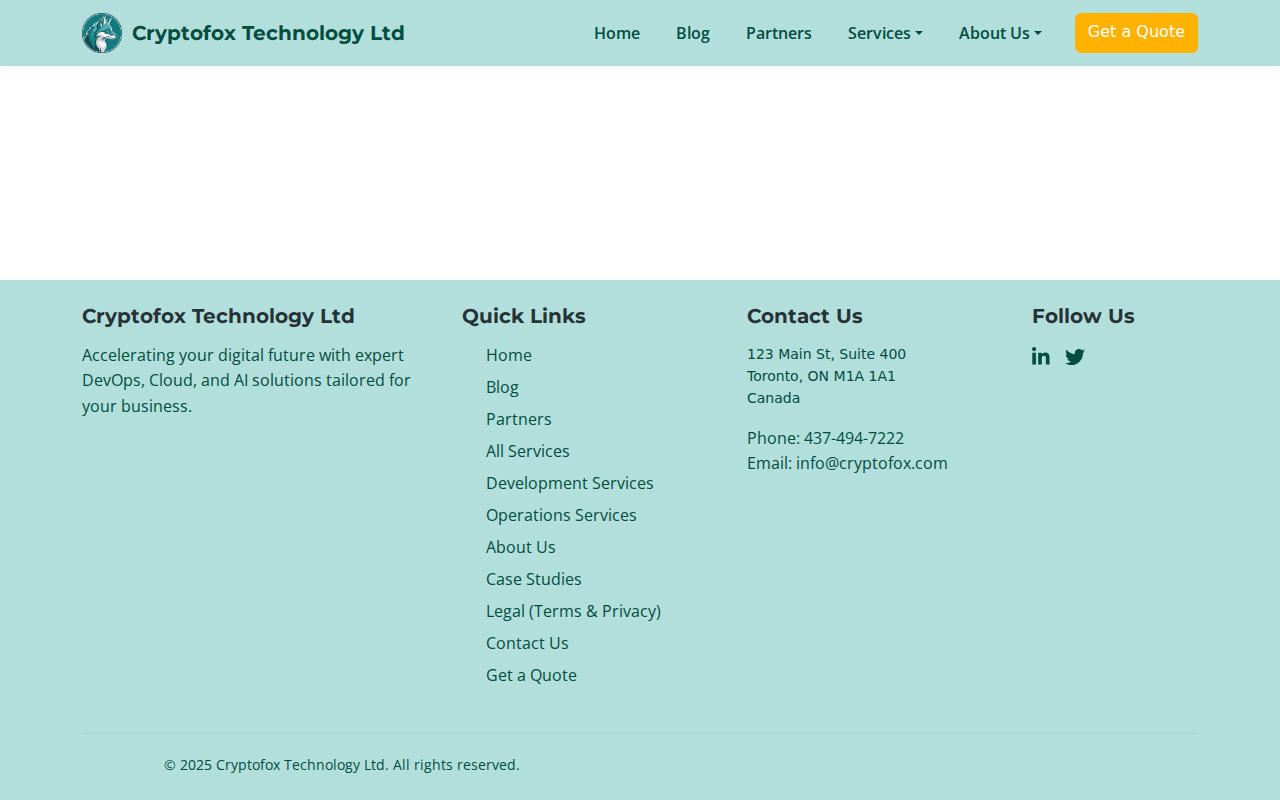 Cryptofox Technology Ltd
Home
Blog
Partners
Services
About Us
Get a Quote
Cryptofox Technology Ltd
Accelerating your digital future with expert
DevOps, Cloud, and AI solutions tailored for
your business.
Quick Links
Home
Blog
Partners
All Services
Development Services
Operations Services
About Us
Case Studies
Legal (Terms & Privacy)
Contact Us
Get a Quote
Contact Us
123 Main St, Suite 400
Toronto, ON M1A 1A1
Canada
Phone: 437-494-7222
Email: info@cryptofox.com
Follow Us
© 2025 Cryptofox Technology Ltd. All rights reserved.